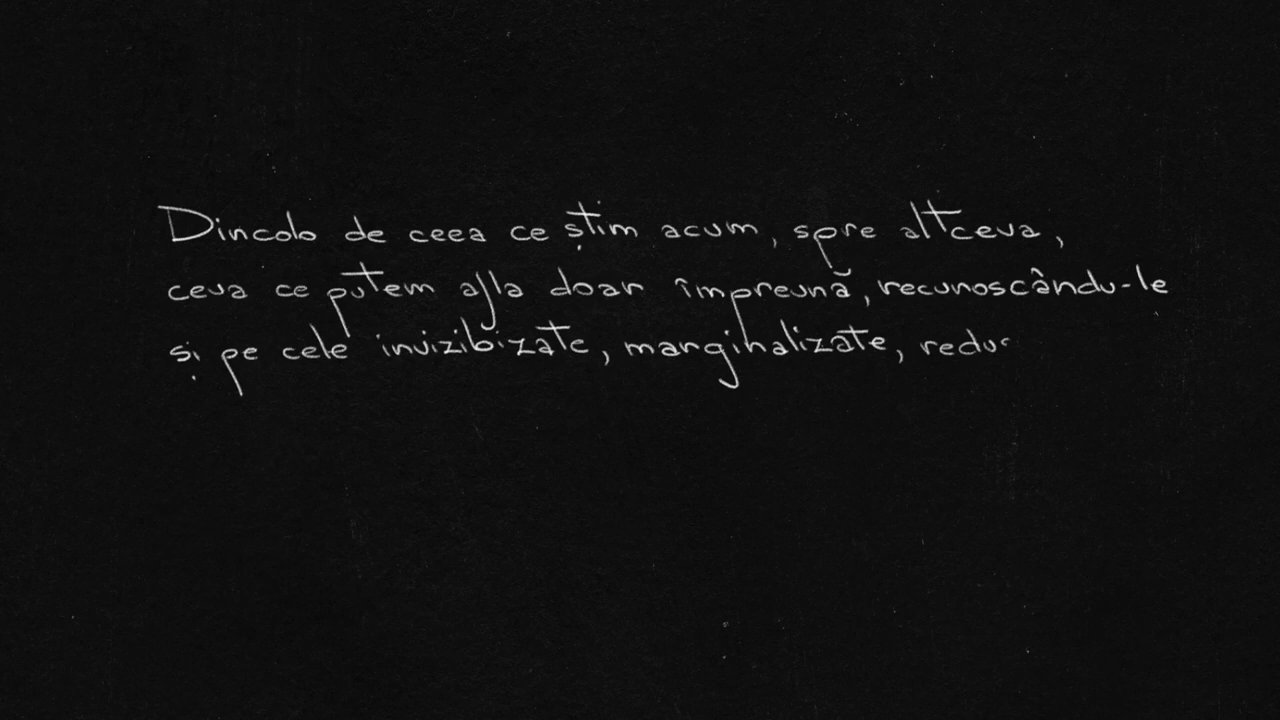 Dincolo de ceea ce știm acum, spre altceva,
ceva ce putem afla doar împreună, recunoscându-le
și pe cele invizibizate, marginalizate,